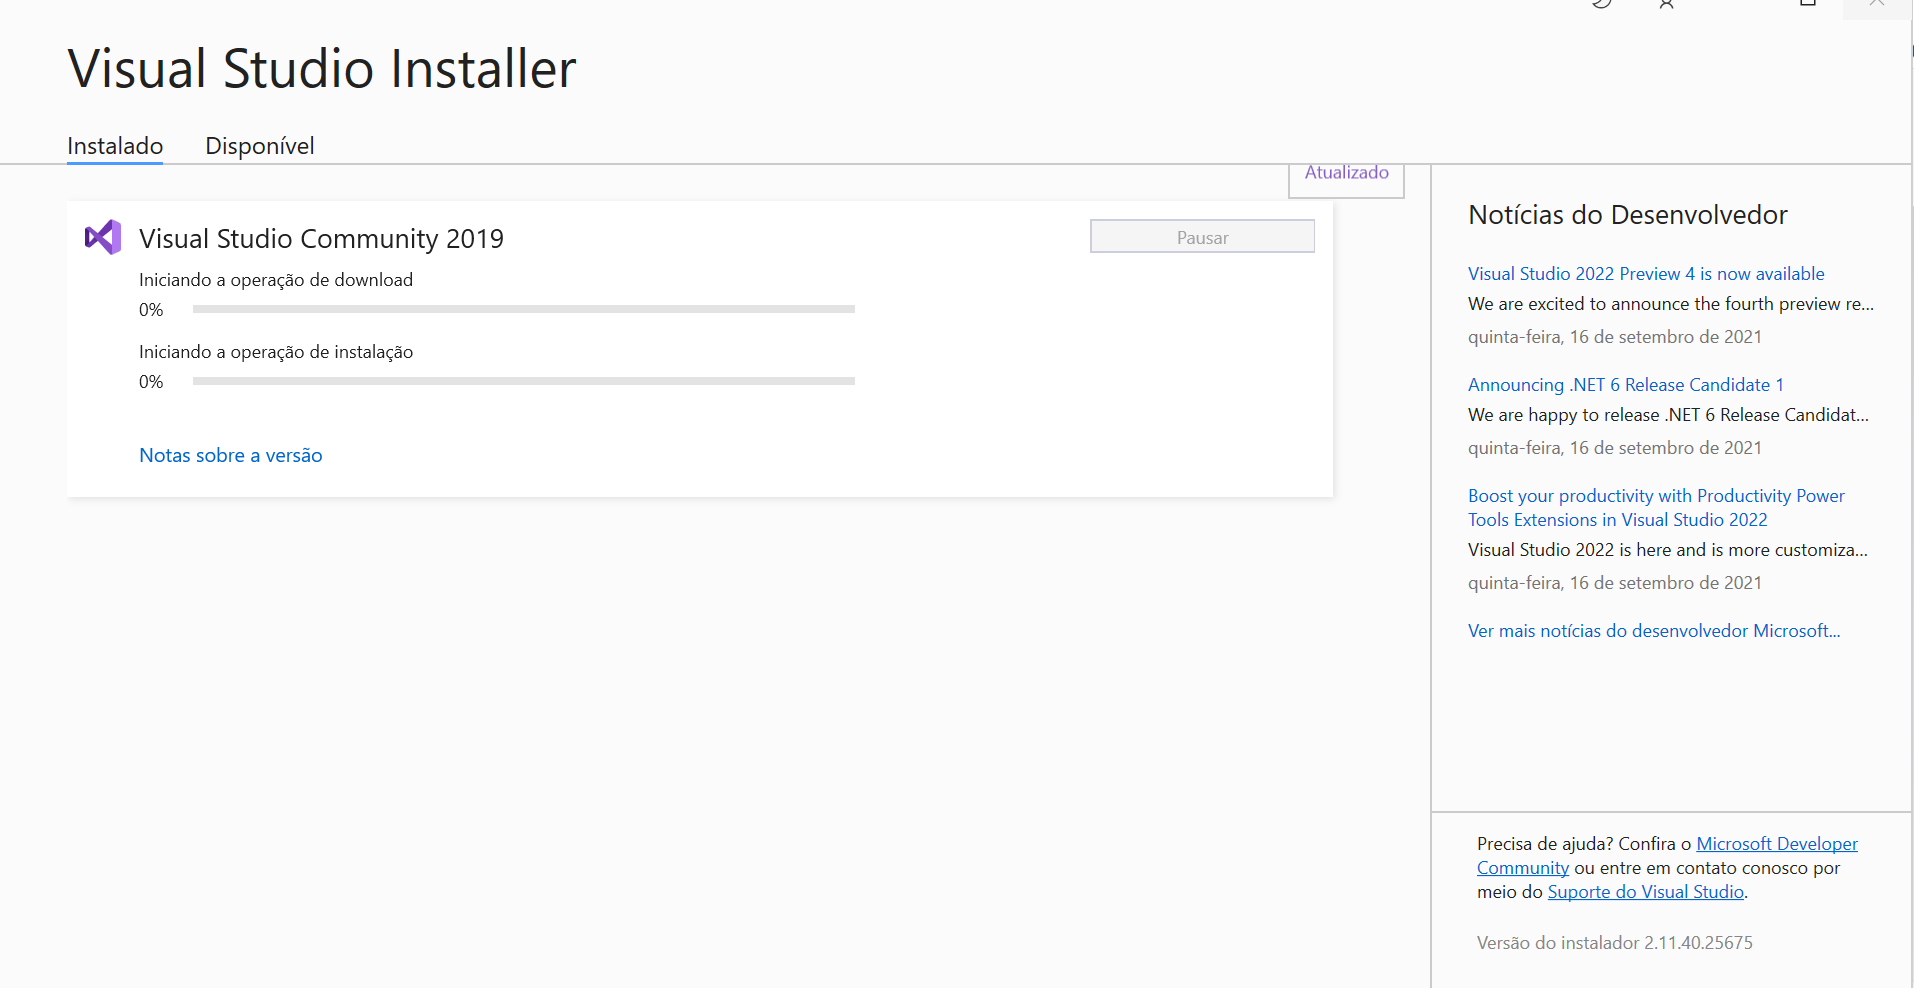 Visual Studio Installer
Instalado
Disponível
Atualizado
Visual Studio Community 2019
Pausar
Iniciando a operação de download
0%
Iniciando a operação de instalação
0%
Notas sobre a versão
Notícias do Desenvolvedor
Visual Studio 2022 Preview 4 is now available
We are excited to announce the fourth preview re...
quinta-feira, 16 de setembro de 2021
Announcing .NET 6 Release Candidate 1
We are happy to release .NET 6 Release Candidat...
quinta-feira, 16 de setembro de 2021
Boost your productivity with Productivity Power
Tools Extensions in Visual Studio 2022
Visual Studio 2022 is here and is more customiza...
quinta-feira, 16 de setembro de 2021
Ver mais notícias do desenvolvedor Microsoft...
Precisa de ajuda? Confira o Microsoft Developer
Community ou entre em contato conosco por
meio do Suporte do Visual Studio.
Versão do instalador 2.11.40.25675